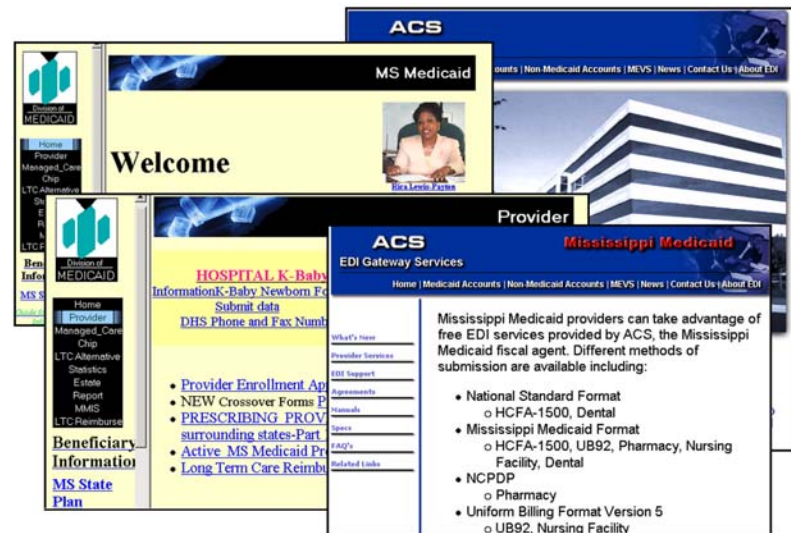 ACS
ounts | Non-Medicaid Accounts | MEVS | News | Contact Us | About EDI
MS Medicaid
Division of
MEDICAID
Home
Provider
Managed_Care
Chip
LTC Alternative
Welcome
Rica Lewis-Payton
LTC
Ben
Infor
MS S
Provider
Division of
MEDICAID
Home
Provider
Managed_Care
Chip
LTC Alternative
Statistics
Estate
Report
MMIS
LTC Reimburse
Beneficiary
Information
MS State
Plan
HOSPITAL K-Baby
InformationK-Baby Newborn Fo
Submit data
DHS Phone and Fax Numb
• Provider Enrollment Ap
• NEW Crossover Forms P
• PRESCRIBING PROV
surrounding states-Part
• Active MS Medicaid Pr
• Long Term Care Reimbu
ACS
Mississippi Medicaid
EDI Gateway Services
Home | Medicaid Accounts | Non-Medicaid Accounts | MEVS | News | Contact Us | About EDI
What's New
Provider Services
EDI Support
Agreements
Manuals
Specs
FAQ's
Related Links
Mississippi Medicaid providers can take advantage of
free EDI services provided by ACS, the Mississippi
Medicaid fiscal agent. Different methods of
submission are available including:
• National Standard Format
o HCFA-1500, Dental
• Mississippi Medicaid Format
o HCFA-1500, UB92, Pharmacy, Nursing
Facility, Dental
• NCPDP
o Pharmacy
• Uniform Billing Format Version 5
o UB92, Nursing Facility